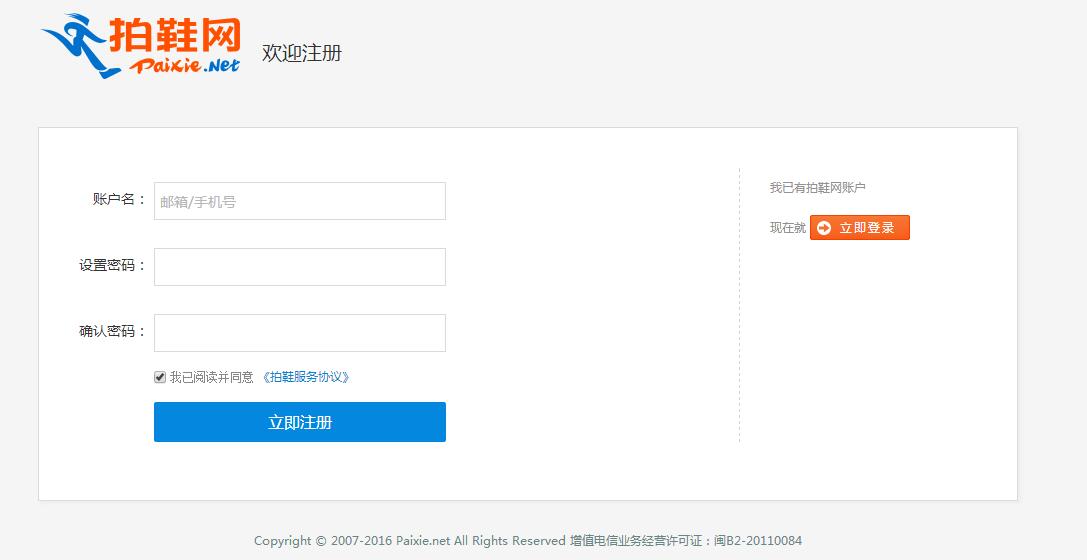 拍鞋网
Paixie.Net
欢迎注册
账户名：
邮箱/手机号
设置密码：
确认密码：
我已阅读并同意 《拍鞋服务协议》
立即注册
我已有拍鞋网账户
现在就 立即登录
Copyright © 2007-2016 Paixie.net All Rights Reserved 增值电信业务经营许可证：闽B2-20110084